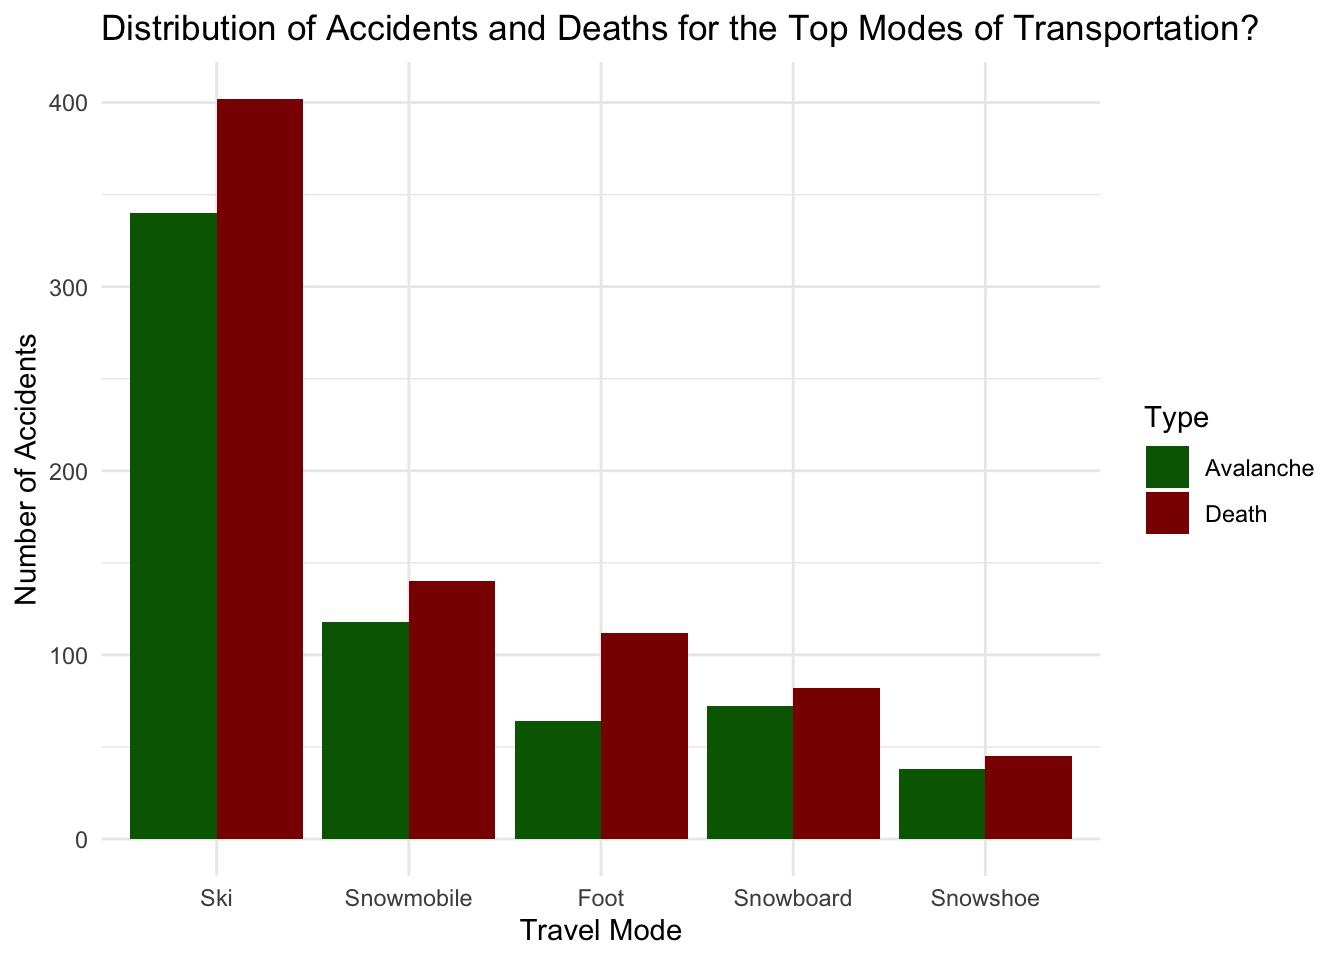 Distribution of Accidents and Deaths for the Top Modes of Transportation?
Number of Accidents
400
300
200
100
0
Ski Snowmobile Foot Snowboard Snowshoe
Travel Mode
Type
Avalanche
Death